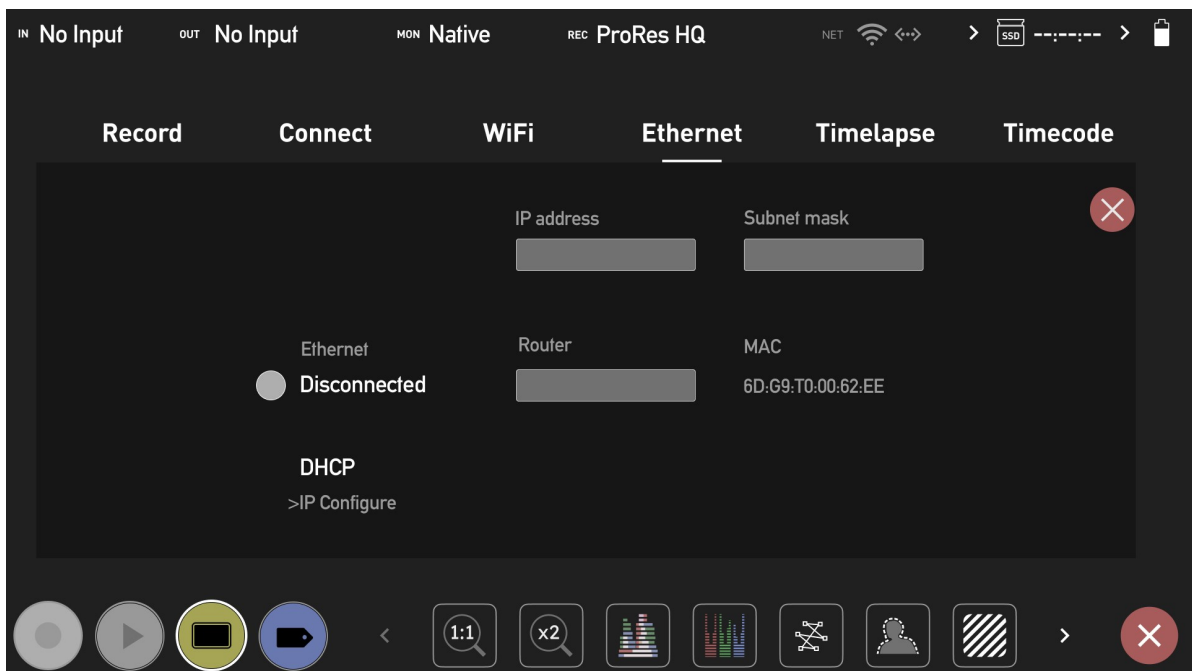 IN No Input OUT No Input MON Native REC ProRes HQ NET SSD --:--:--
Record Connect WiFi Ethernet Timelapse Timecode
IP address Subnet mask
Ethernet Router MAC
Disconnected 6D:G9:T0:00:62:EE
DHCP
>IP Configure
1:1 x2